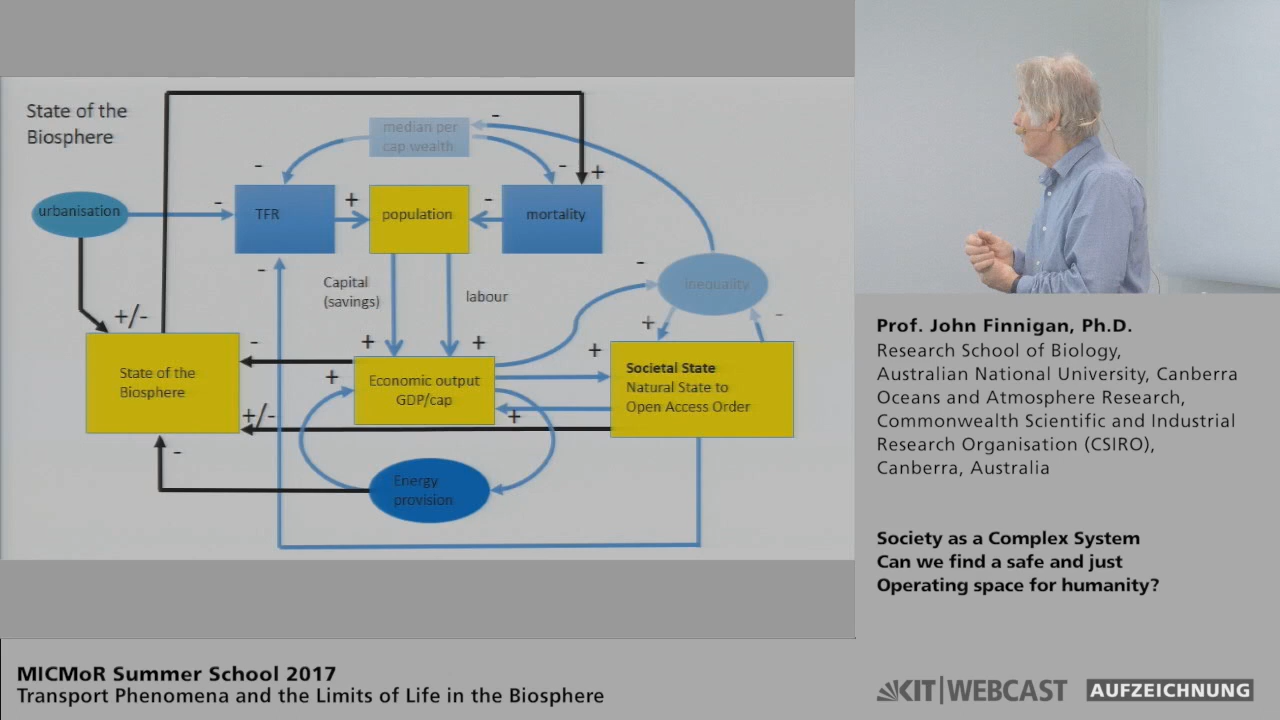 State of the
Biosphere
-
median per
cap wealth
-
-
+
urbanisation
-
TFR
+
population
-
mortality
-
Capital
(savings)
labour
-
inequality
+/-
+
-
State of the
Biosphere
-
+
+
+
Economic output
GDP/cap
+
Societal State
Natural State to
Open Access Order
+/-
+
-
Energy
provision
Prof. John Finnigan, Ph.D.
Research School of Biology,
Australian National University, Canberra
Oceans and Atmosphere Research,
Commonwealth Scientific and Industrial
Research Organisation (CSIRO),
Canberra, Australia
Society as a Complex System
Can we find a safe and just
Operating space for humanity?
MICMoR Summer School 2017
Transport Phenomena and the Limits of Life in the Biosphere
KIT|WEBCAST
AUFZEICHNUNG